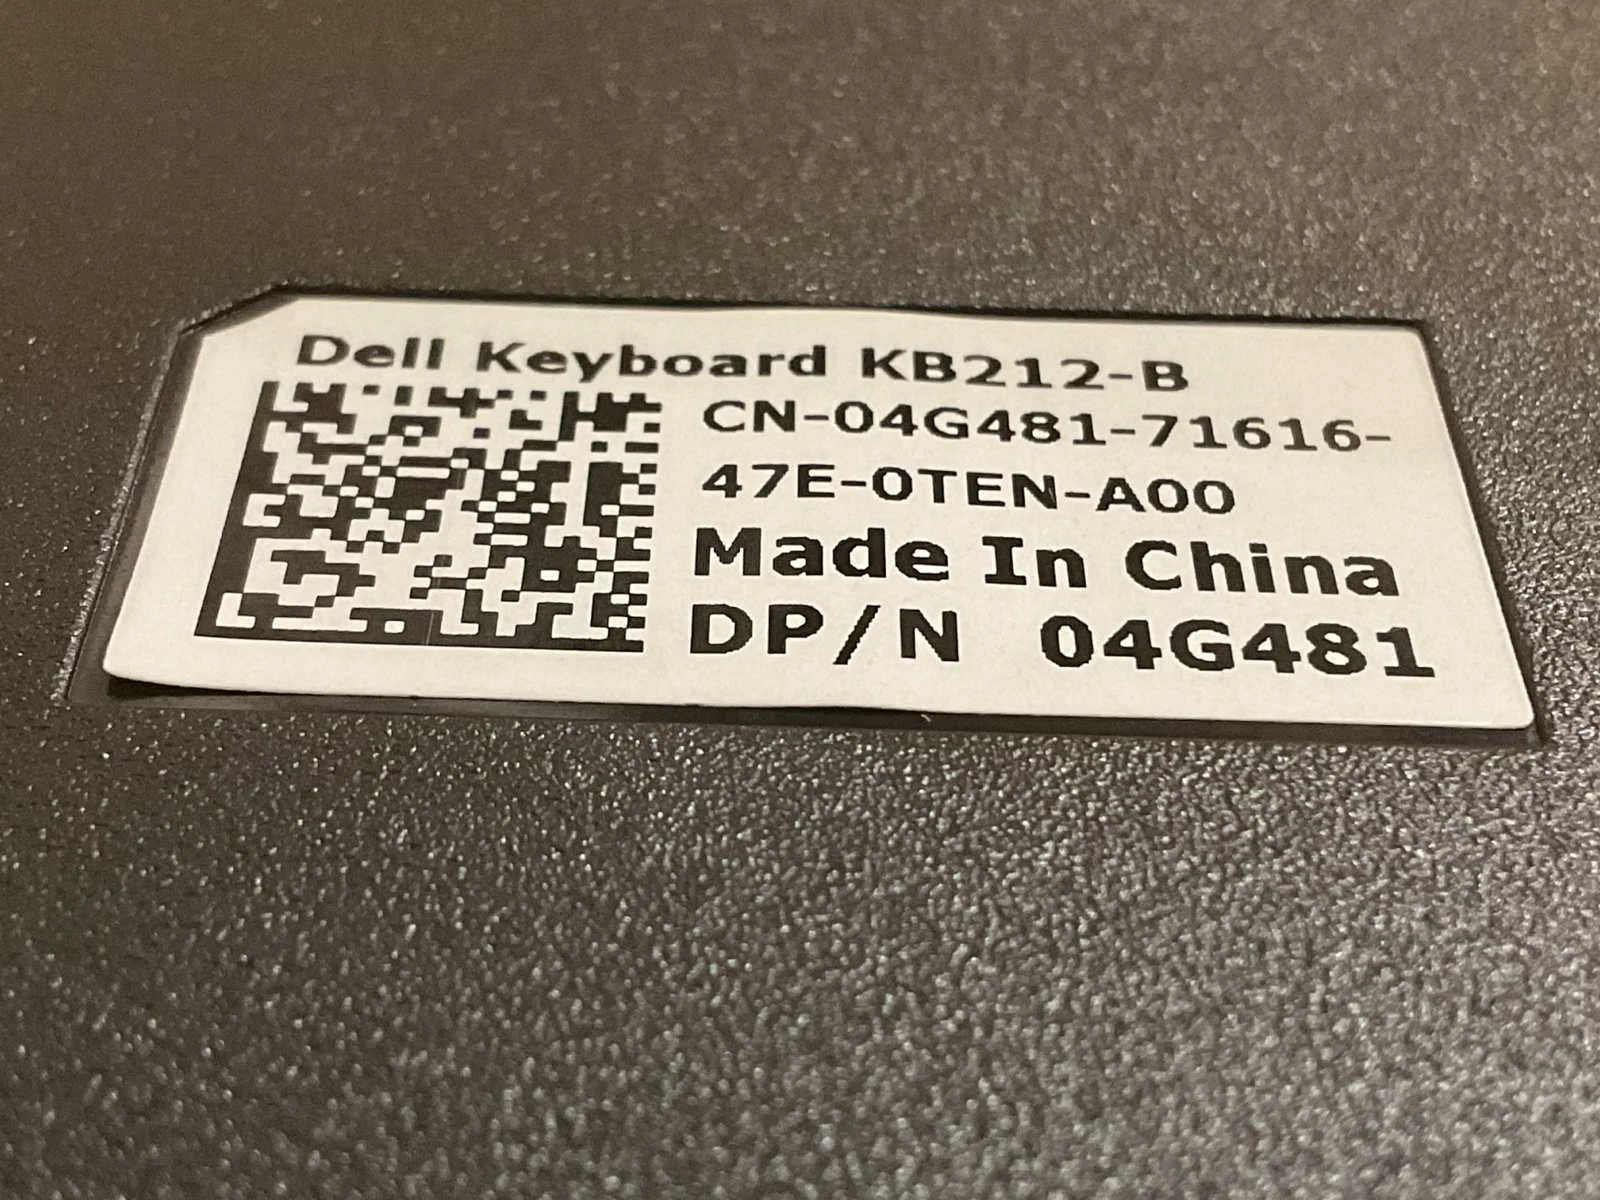 Dell Keyboard KB212-B
CN-04G481-71616-
47E-0TEN-A00
Made In China
DP/N 04G481